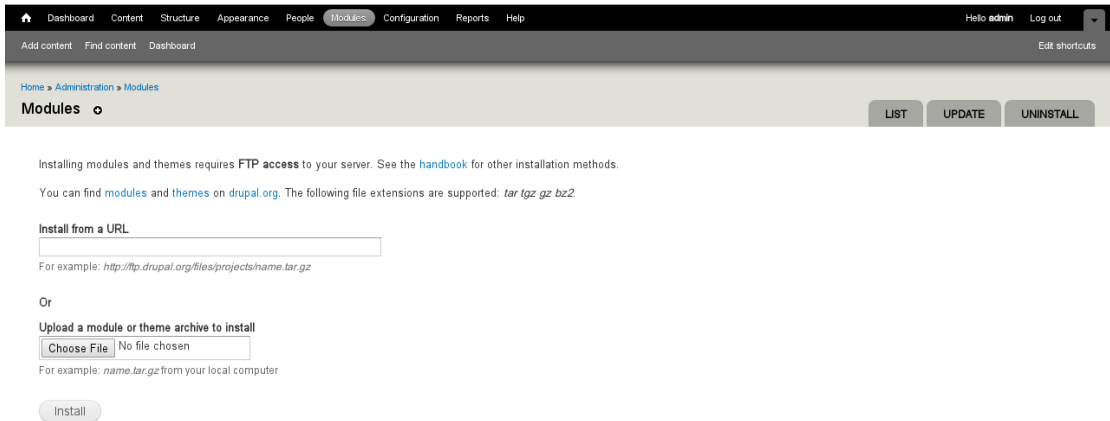 Dashboard Content Structure Appearance People Modules Configuration Reports Help Hello admin Log out
Add content Find content Dashboard Edit shortcuts
Home » Administration » Modules
Modules
LIST UPDATE UNINSTALL
Installing modules and themes requires FTP access to your server. See the handbook for other installation methods.
You can find modules and themes on drupal.org. The following file extensions are supported: tar tgz gz bz2.
Install from a URL
For example: http://ftp.drupal.org/files/projects/name.tar.gz
Or
Upload a module or theme archive to install
Choose File No file chosen
For example: name.tar.gz from your local computer
Install